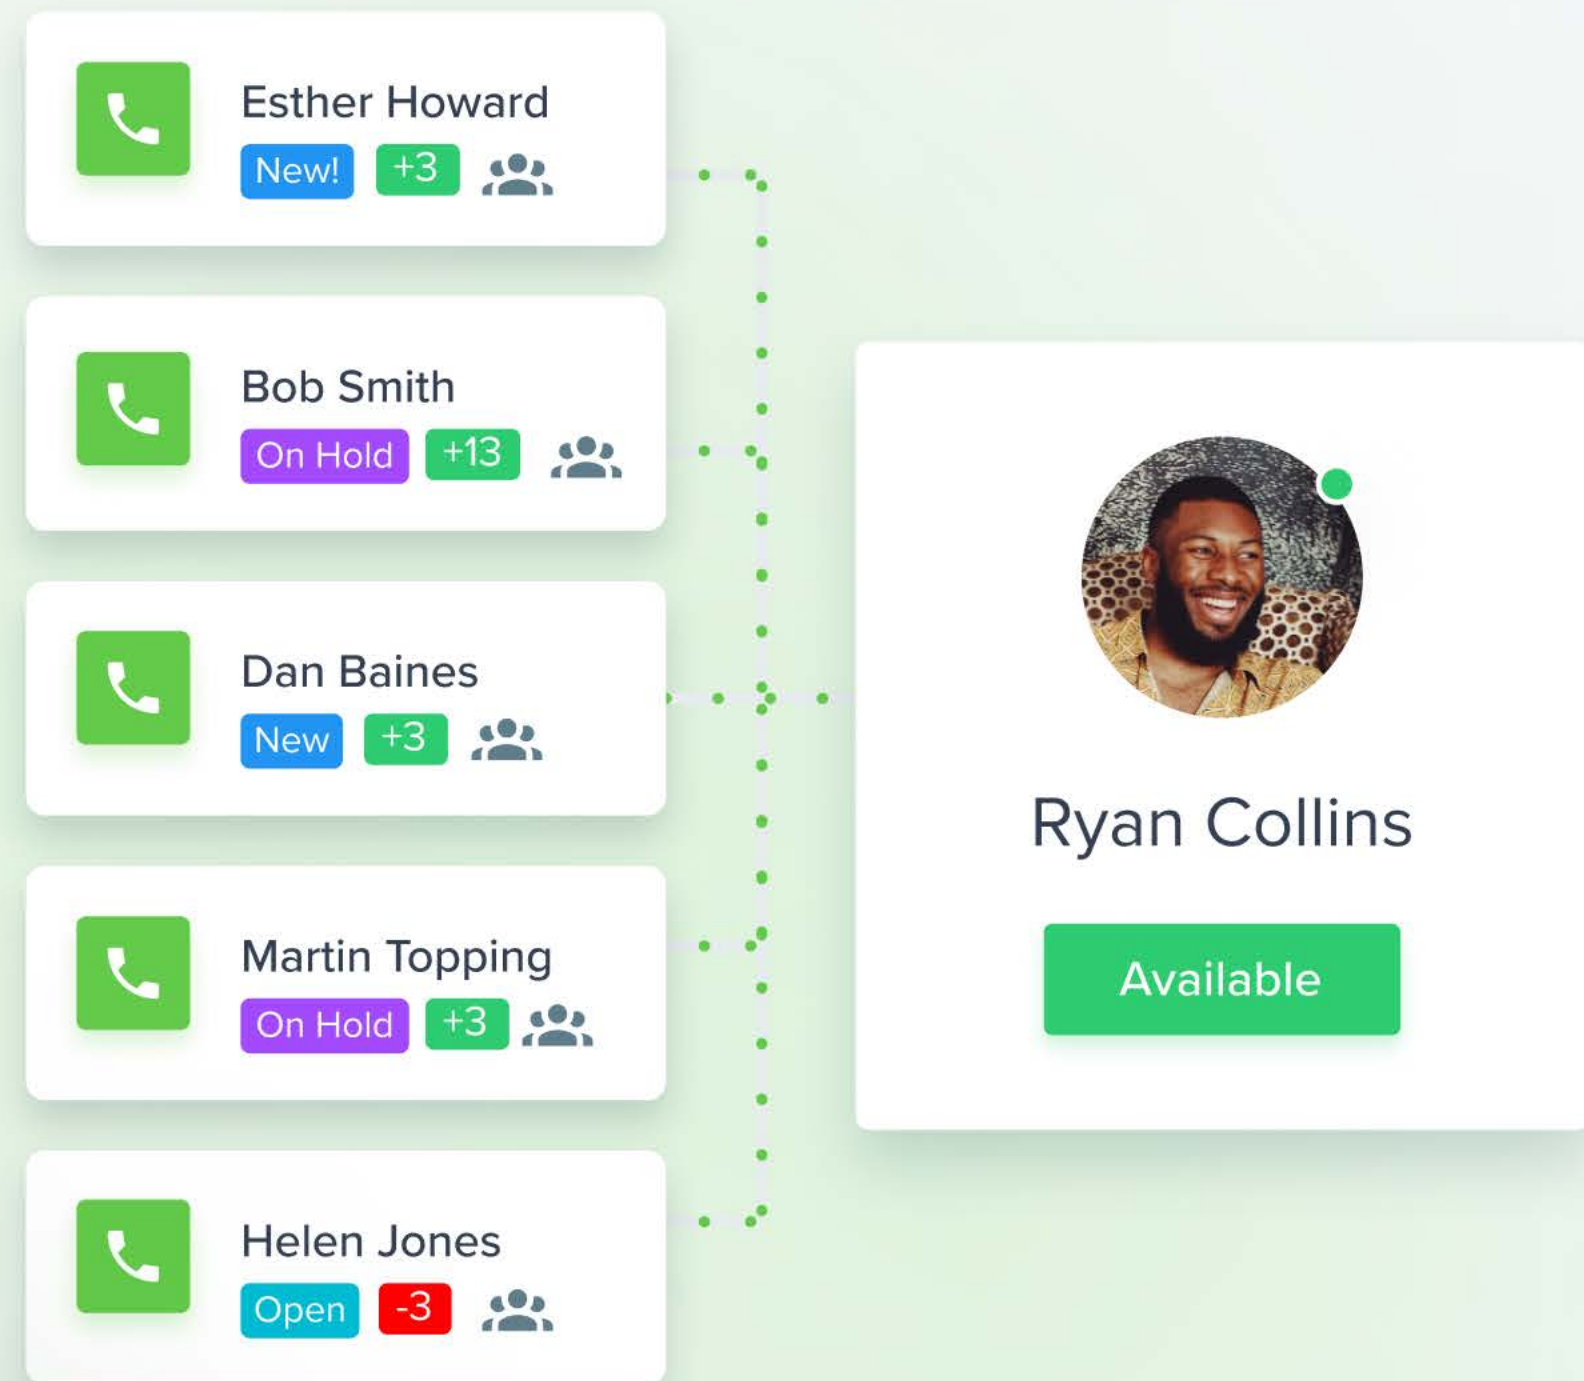 Esther Howard
New! +3
Bob Smith
On Hold +13
Dan Baines
New +3
Martin Topping
On Hold +3
Helen Jones
Open -3
Ryan Collins
Available